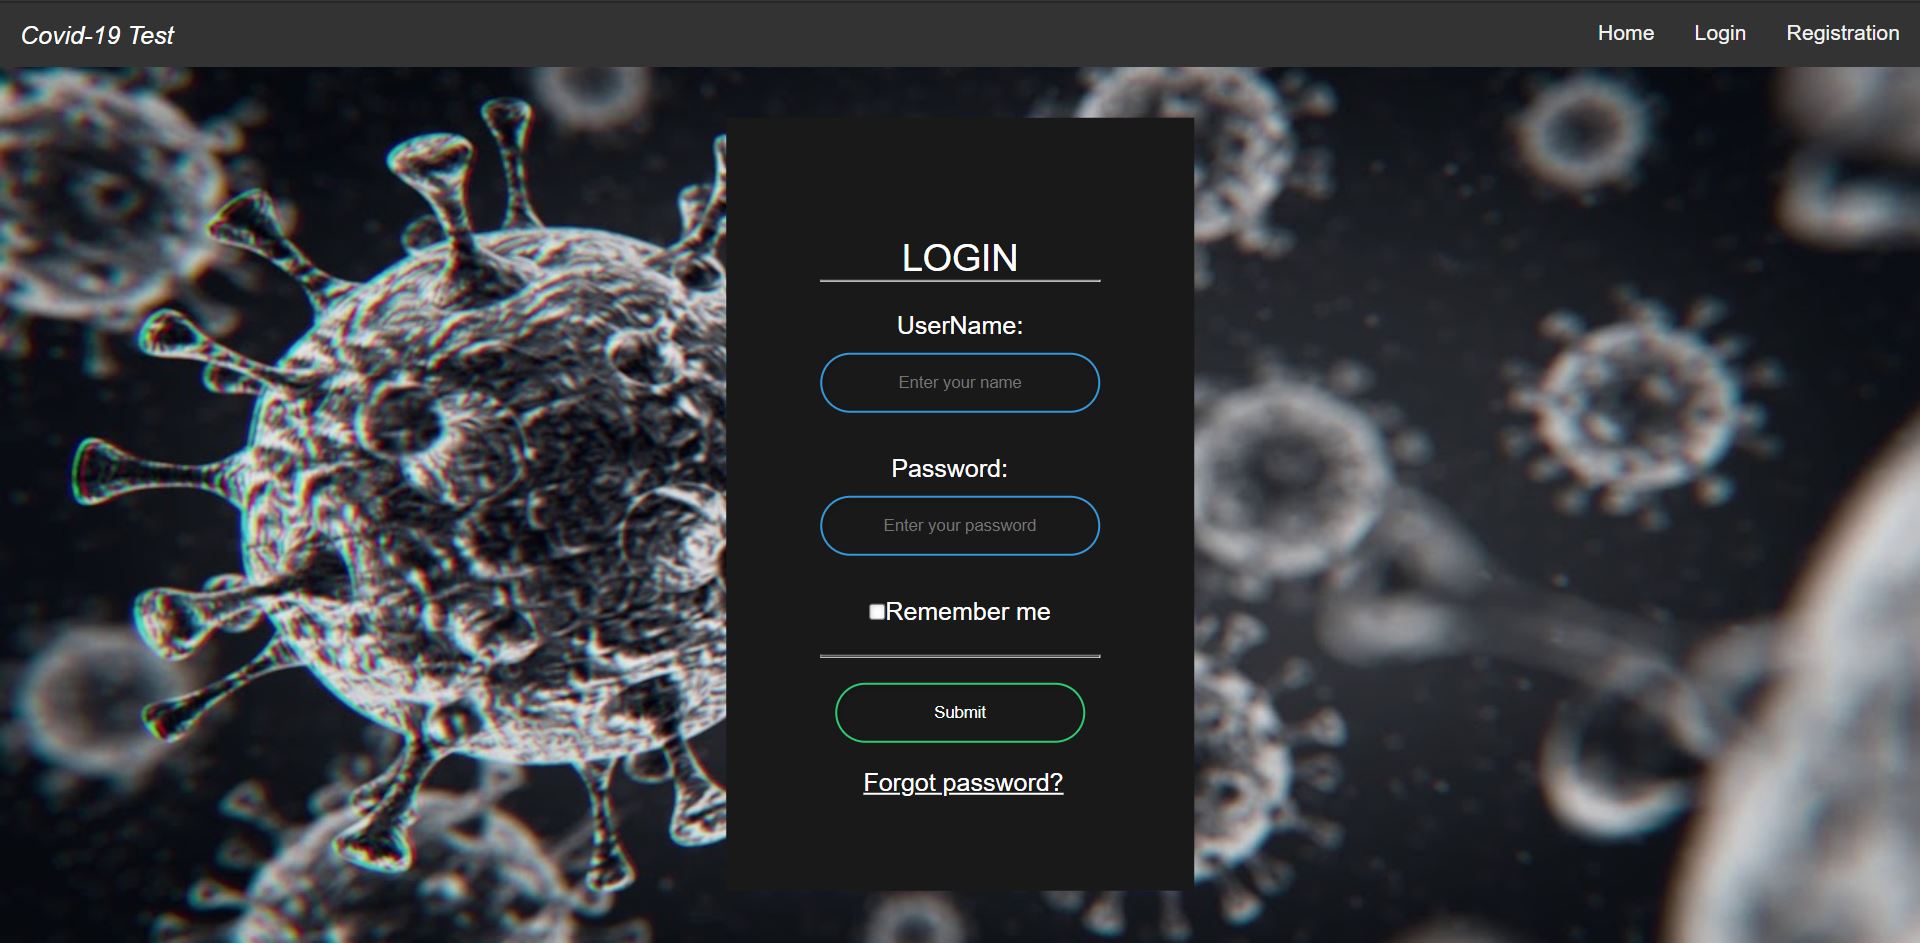 Covid-19 Test
Home Login Registration
LOGIN
UserName:
Enter your name
Password:
Enter your password
Remember me
Submit
Forgot password?